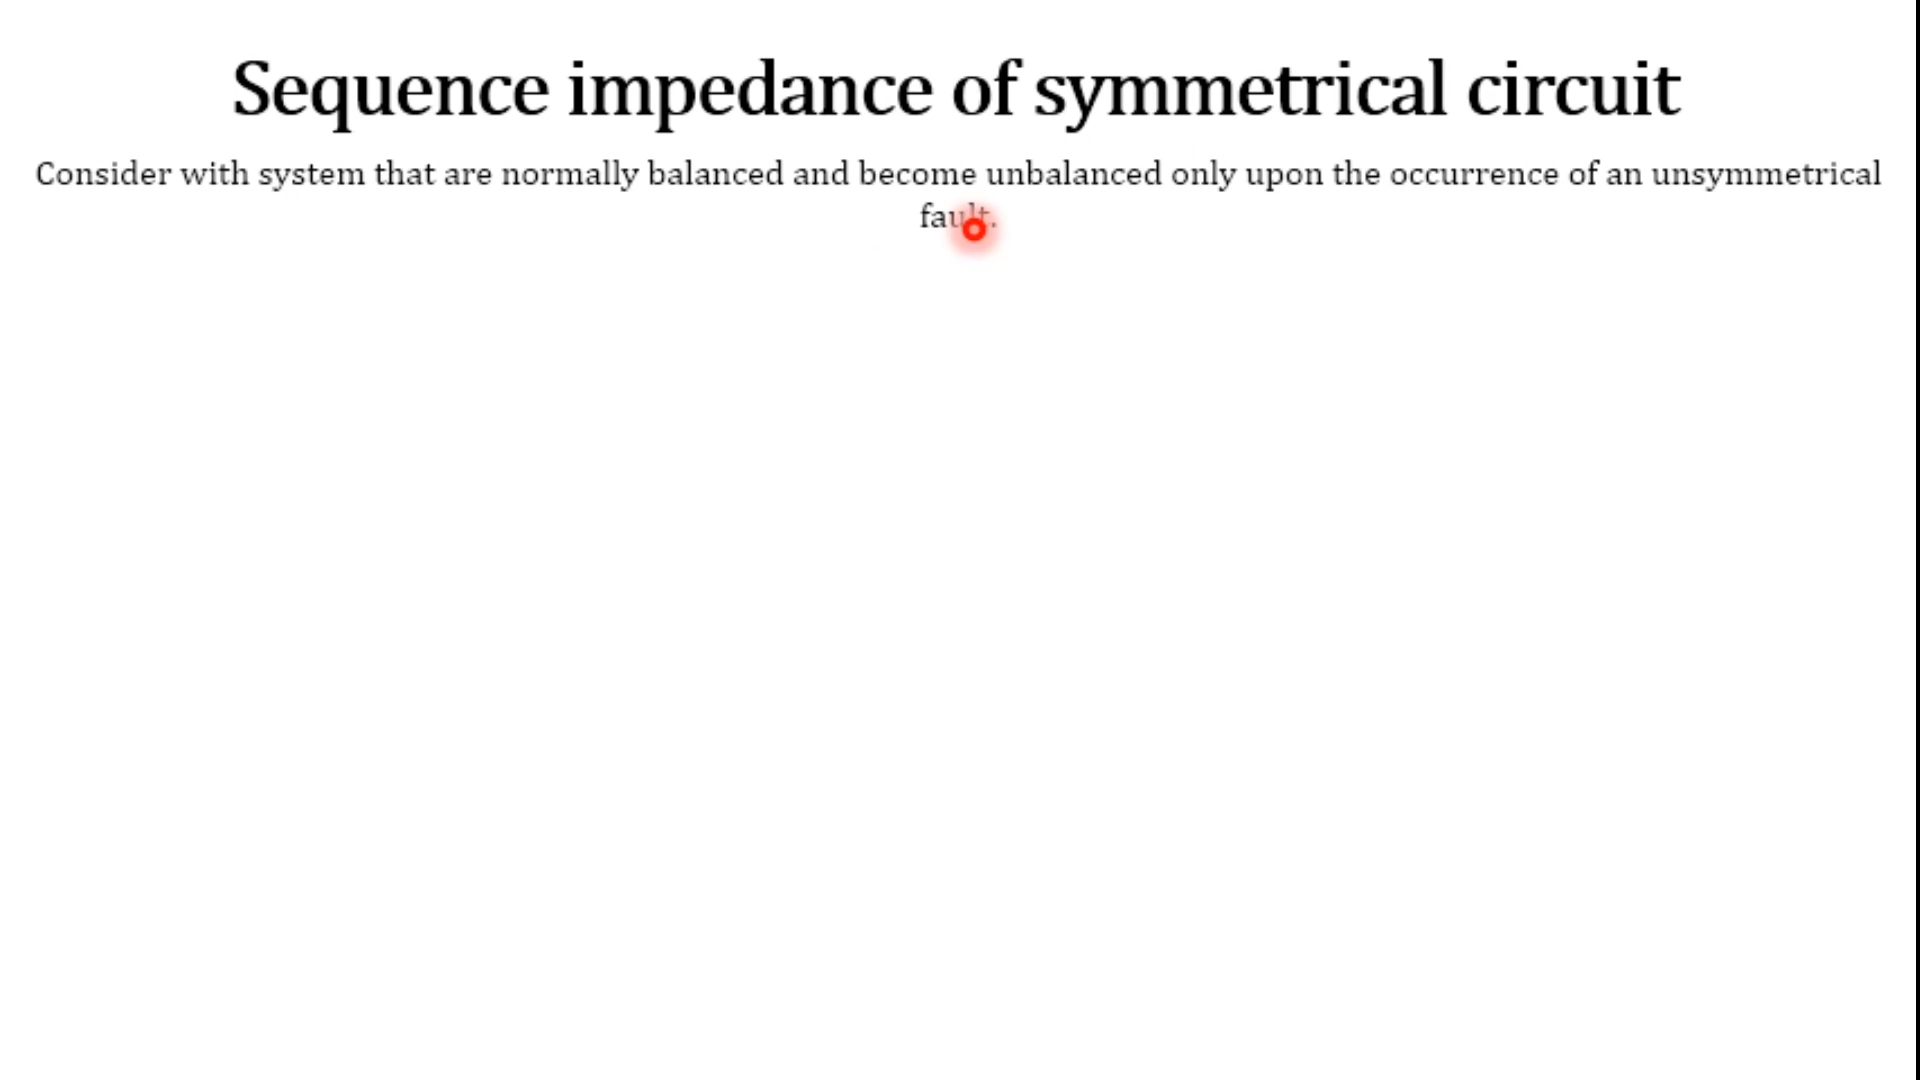 Sequence impedance of symmetrical circuit
Consider with system that are normally balanced and become unbalanced only upon the occurrence of an unsymmetrical
fault.